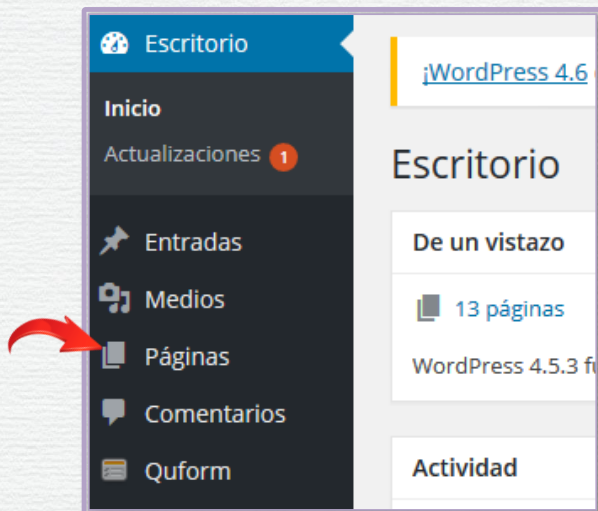 Escritorio
Inicio
Actualizaciones 1
Entradas
Medios
Páginas
Comentarios
Quform
¡WordPress 4.6
Escritorio
De un vistazo
13 páginas
WordPress 4.5.3
Actividad